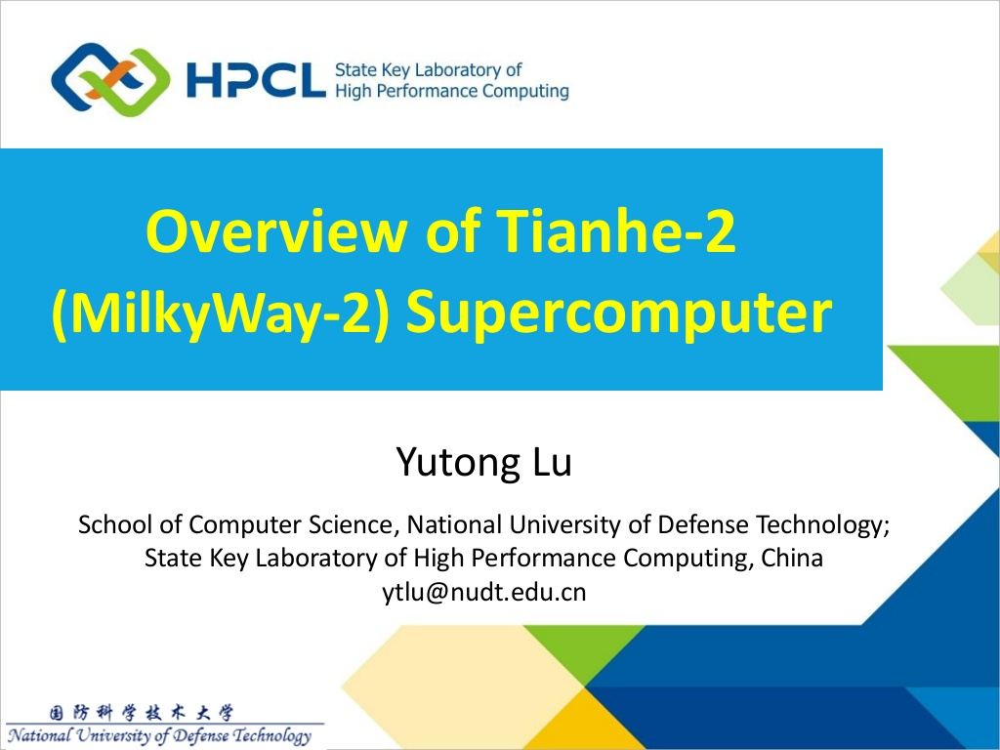 HPCL State Key Laboratory of
High Performance Computing
Overview of Tianhe-2
(MilkyWay-2) Supercomputer
Yutong Lu
School of Computer Science, National University of Defense Technology;
State Key Laboratory of High Performance Computing, China
ytlu@nudt.edu.cn
国防科学技术大学
National University of Defense Technology